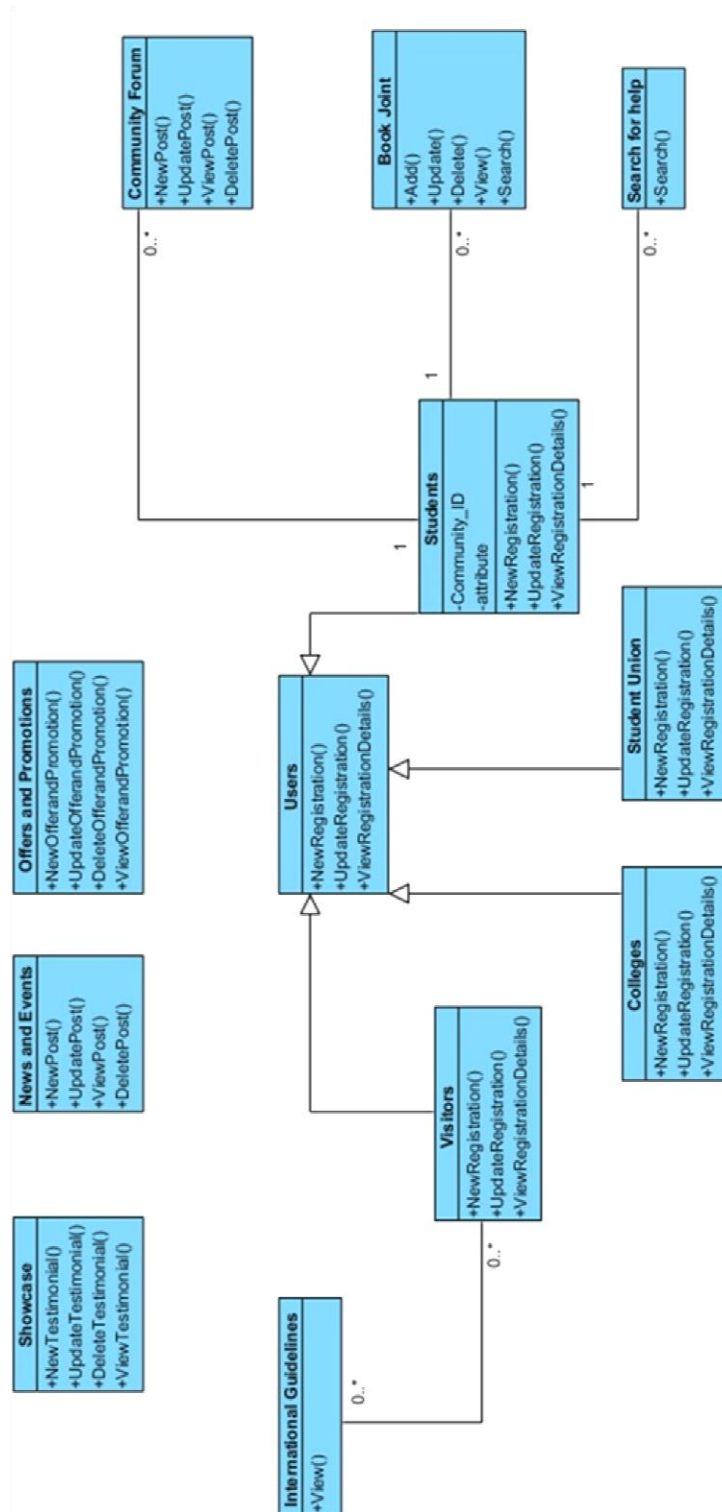 Showcase
+NewTestimonial()
+UpdateTestimonial()
+DeleteTestimonial()
+ViewTestimonial()
News and Events
+NewPost()
+UpdatePost()
+ViewPost()
+DeletePost()
Offers and Promotions
+NewOfferandPromotion()
+UpdateOfferandPromotion()
+DeleteOfferandPromotion()
+ViewOfferandPromotion()
Community Forum
+NewPost()
+UpdatePost()
+ViewPost()
+DeletePost()
0..*
International Guidelines
+View()
0..*
Users
+NewRegistration()
+UpdateRegistration()
+ViewRegistrationDetails()
1
Book Joint
+Add()
+Update()
+Delete()
+View()
+Search()
0..*
1
Visitors
+NewRegistration()
+UpdateRegistration()
+ViewRegistrationDetails()
0..*
Students
-Community_ID
-attribute
+NewRegistration()
+UpdateRegistration()
+ViewRegistrationDetails()
1
Colleges
+NewRegistration()
+UpdateRegistration()
+ViewRegistrationDetails()
Student Union
+NewRegistration()
+UpdateRegistration()
+ViewRegistrationDetails()
Search for help
+Search()
0..*